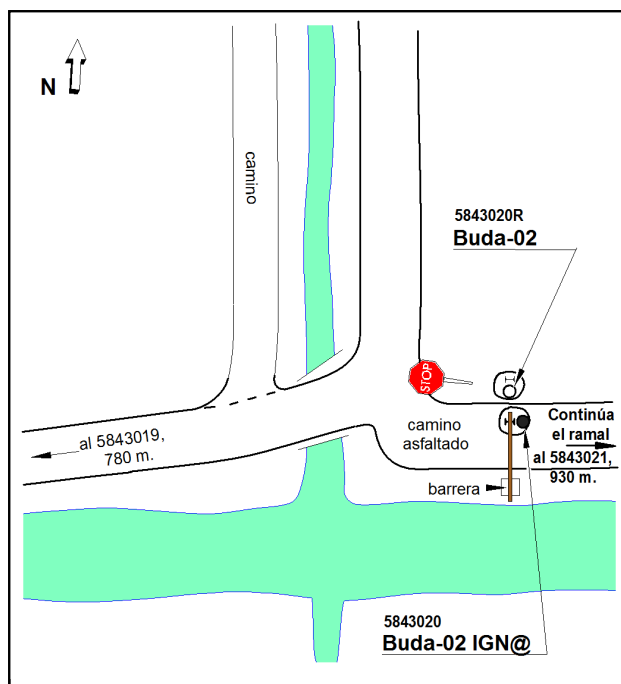 N
camino
5843020R
Buda-02
STOP
al 5843019,
780 m.
camino
asfaltado
Continúa
el ramal
al 5843021,
930 m.
barrera
5843020
Buda-02 IGN@